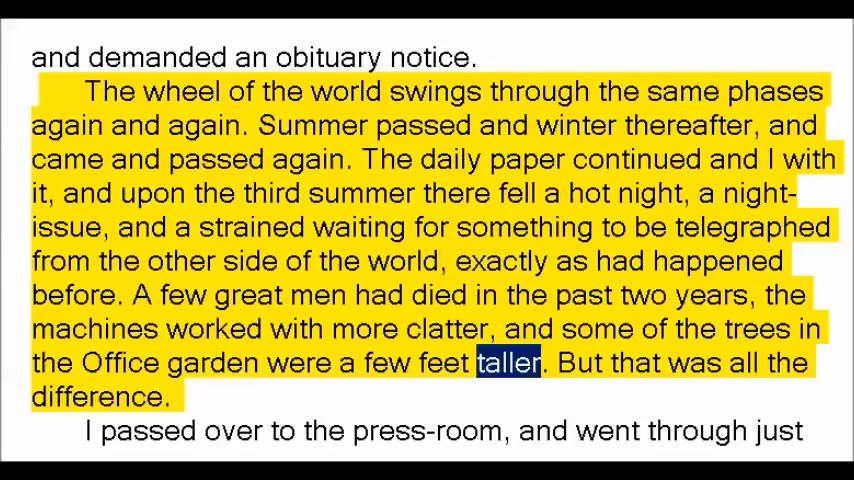 and demanded an obituary notice.
The wheel of the world swings through the same phases
again and again. Summer passed and winter thereafter, and
came and passed again. The daily paper continued and I with
it, and upon the third summer there fell a hot night, a night-
issue, and a strained waiting for something to be telegraphed
from the other side of the world, exactly as had happened
before. A few great men had died in the past two years, the
machines worked with more clatter, and some of the trees in
the Office garden were a few feet taller. But that was all the
difference.
I passed over to the press-room, and went through just